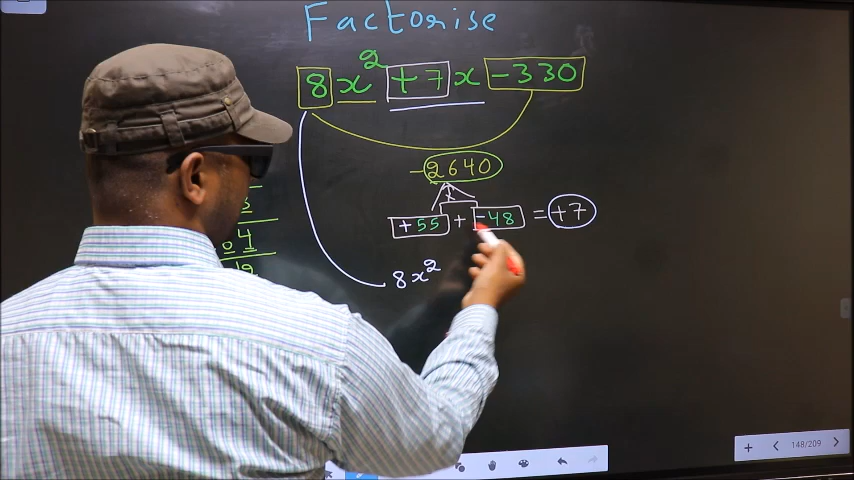 Factorise
8x² +7x -330
-2640
+55 + -48 = +7
8x²
148/209